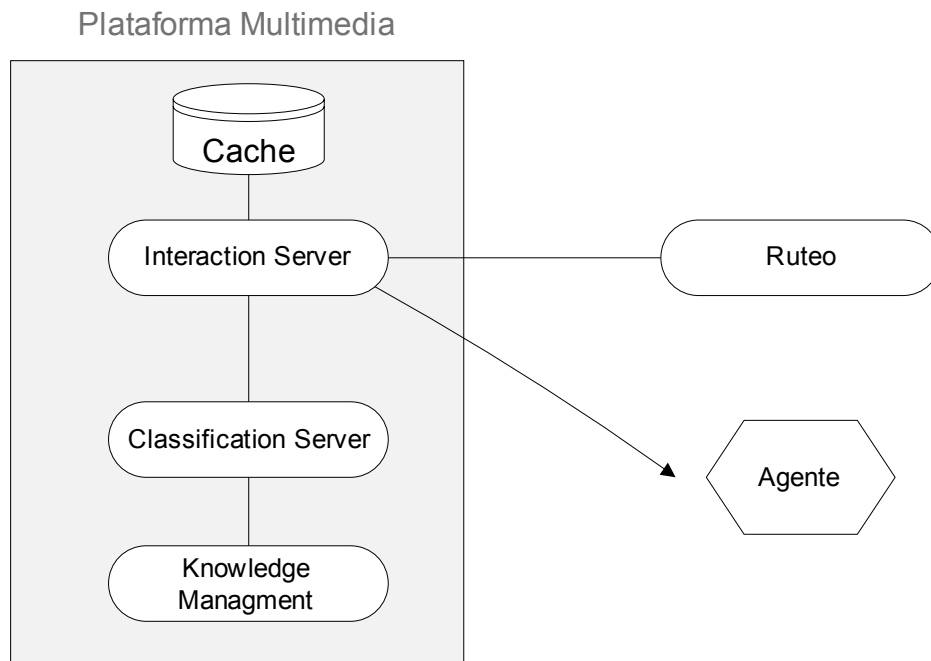 Plataforma Multimedia
Cache
Interaction Server
Ruteo
Classification Server
Agente
Knowledge
Managment